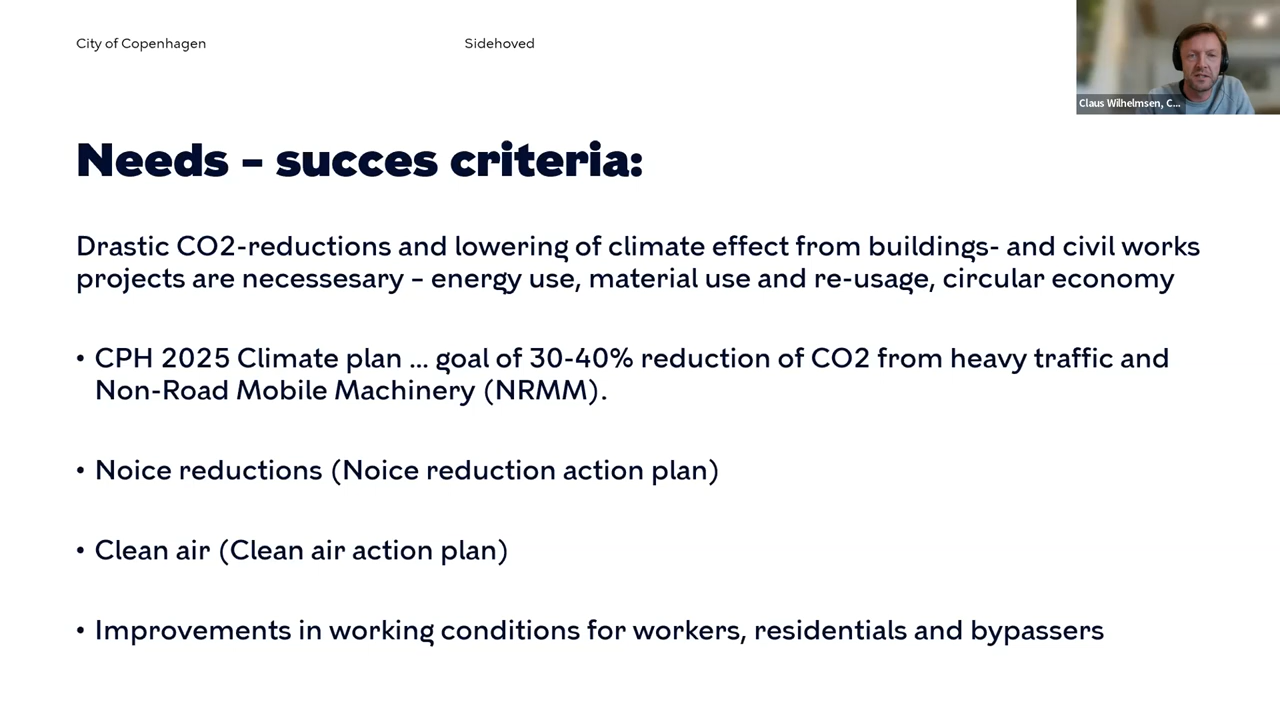 City of Copenhagen
Sidehoved
Claus Wilhelmsen, C...
Needs – succes criteria:
Drastic CO2-reductions and lowering of climate effect from buildings- and civil works
projects are necessesary – energy use, material use and re-usage, circular economy
• CPH 2025 Climate plan ... goal of 30-40% reduction of CO2 from heavy traffic and
Non-Road Mobile Machinery (NRMM).
• Noice reductions (Noice reduction action plan)
• Clean air (Clean air action plan)
• Improvements in working conditions for workers, residentials and bypassers